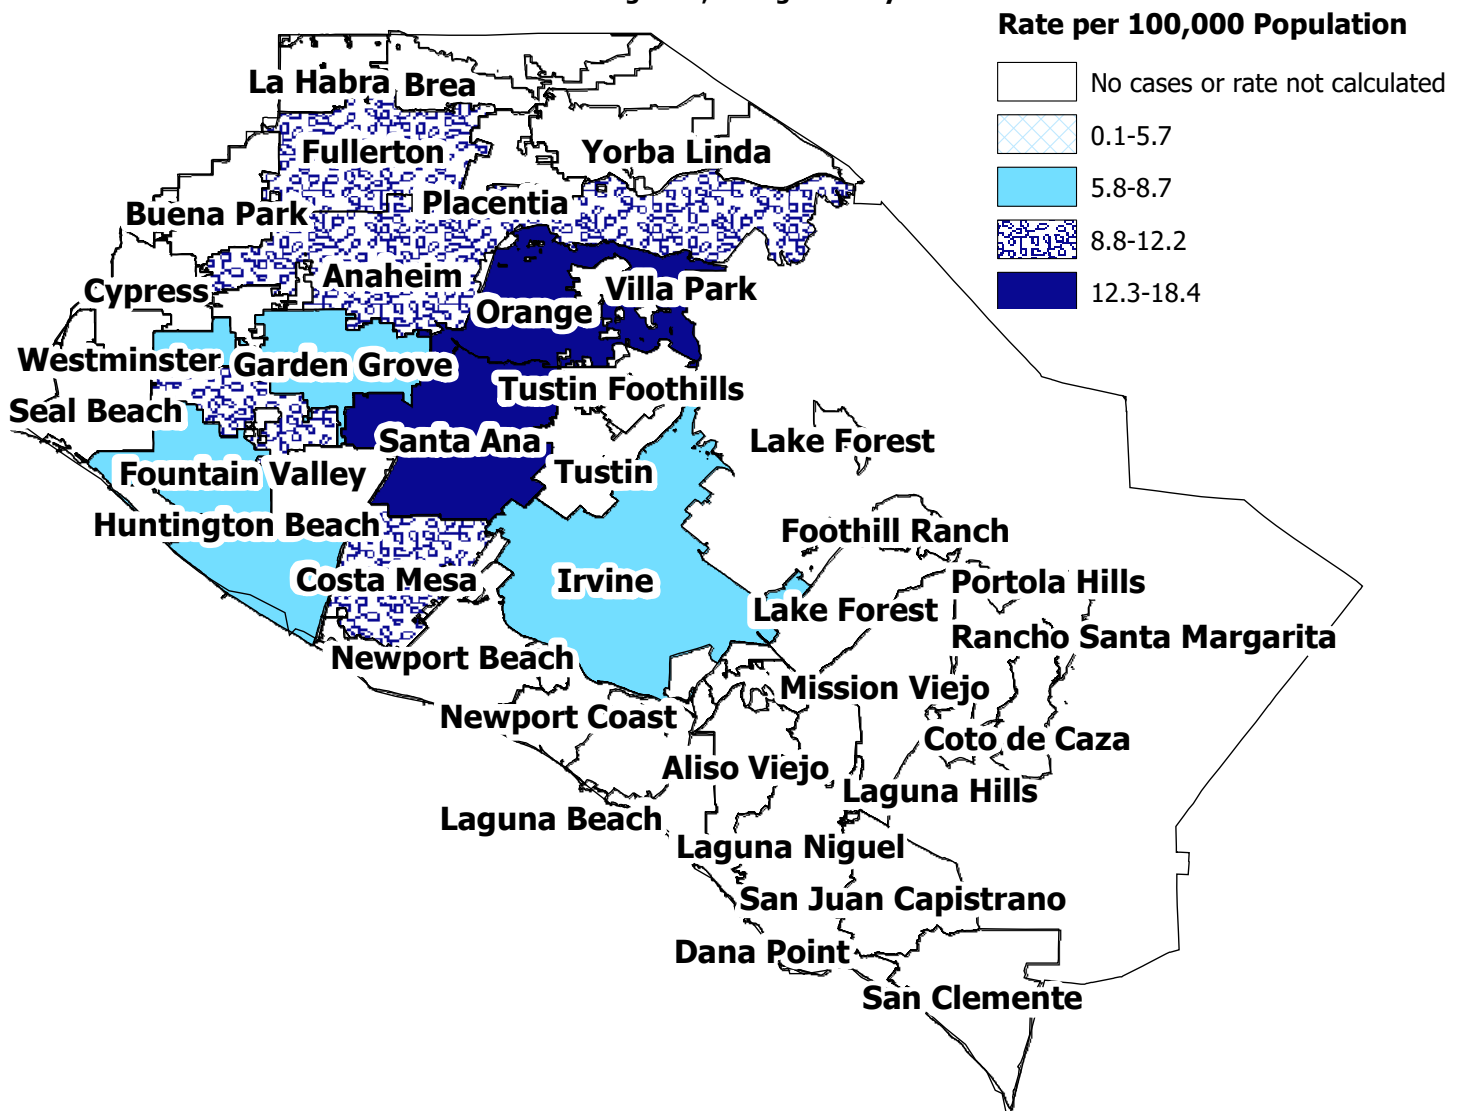 Rate per 100,000 Population
No cases or rate not calculated
0.1-5.7
5.8-8.7
8.8-12.2
12.3-18.4
La Habra
Brea
Fullerton
Yorba Linda
Placentia
Buena Park
Anaheim
Cypress
Villa Park
Orange
Westminster
Garden Grove
Tustin Foothills
Seal Beach
Santa Ana
Lake Forest
Fountain Valley
Tustin
Huntington Beach
Foothill Ranch
Costa Mesa
Irvine
Portola Hills
Lake Forest
Rancho Santa Margarita
Newport Beach
Mission Viejo
Newport Coast
Coto de Caza
Aliso Viejo
Laguna Hills
Laguna Beach
Laguna Niguel
San Juan Capistrano
Dana Point
San Clemente